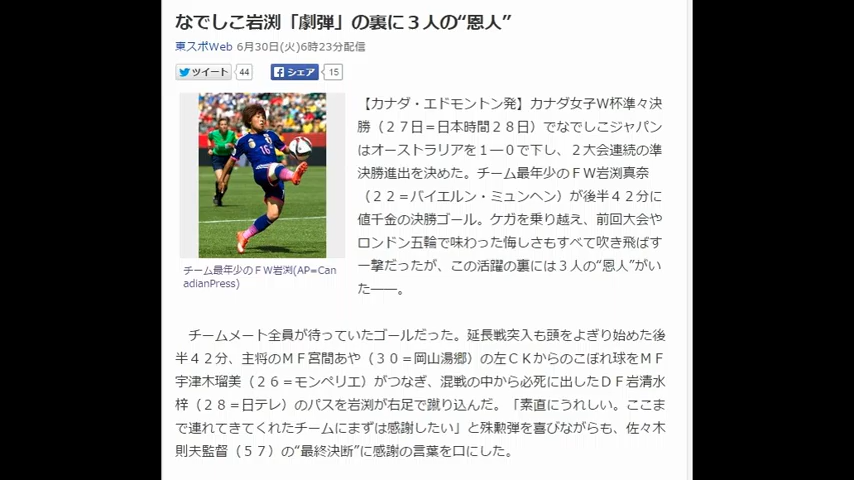 なでしこ岩渕「劇弾」の裏に３人の“恩人”
東スポWeb 6月30日(火)6時23分配信
ツイート 44 シェア 15
【カナダ・エドモントン発】カナダ女子Ｗ杯準々決
勝（２７日＝日本時間２８日）でなでしこジャパン
はオーストラリアを１―０で下し、２大会連続の準
決勝進出を決めた。チーム最年少のＦＷ岩渕真奈
（２２＝バイエルン・ミュンヘン）が後半４２分に
値千金の決勝ゴール。ケガを乗り越え、前回大会や
ロンドン五輪で味わった悔しさもすべて吹き飛ばす
一撃だったが、この活躍の裏には３人の“恩人”がい
た――。
16
チーム最年少のＦＷ岩渕(AP=Can
adianPress)
チームメート全員が待っていたゴールだった。延長戦突入も頭をよぎり始めた後
半４２分、主将のＭＦ宮間あや（３０＝岡山湯郷）の左ＣＫからのこぼれ球をＭＦ
宇津木瑠美（２６＝モンペリエ）がつなぎ、混戦の中から必死に出したＤＦ岩清水
梓（２８＝日テレ）のパスを岩渕が右足で蹴り込んだ。「素直にうれしい。ここま
で連れてきてくれたチームにまずは感謝したい」と殊勲弾を喜びながらも、佐々木
則夫監督（５７）の“最終決断”に感謝の言葉を口にした。